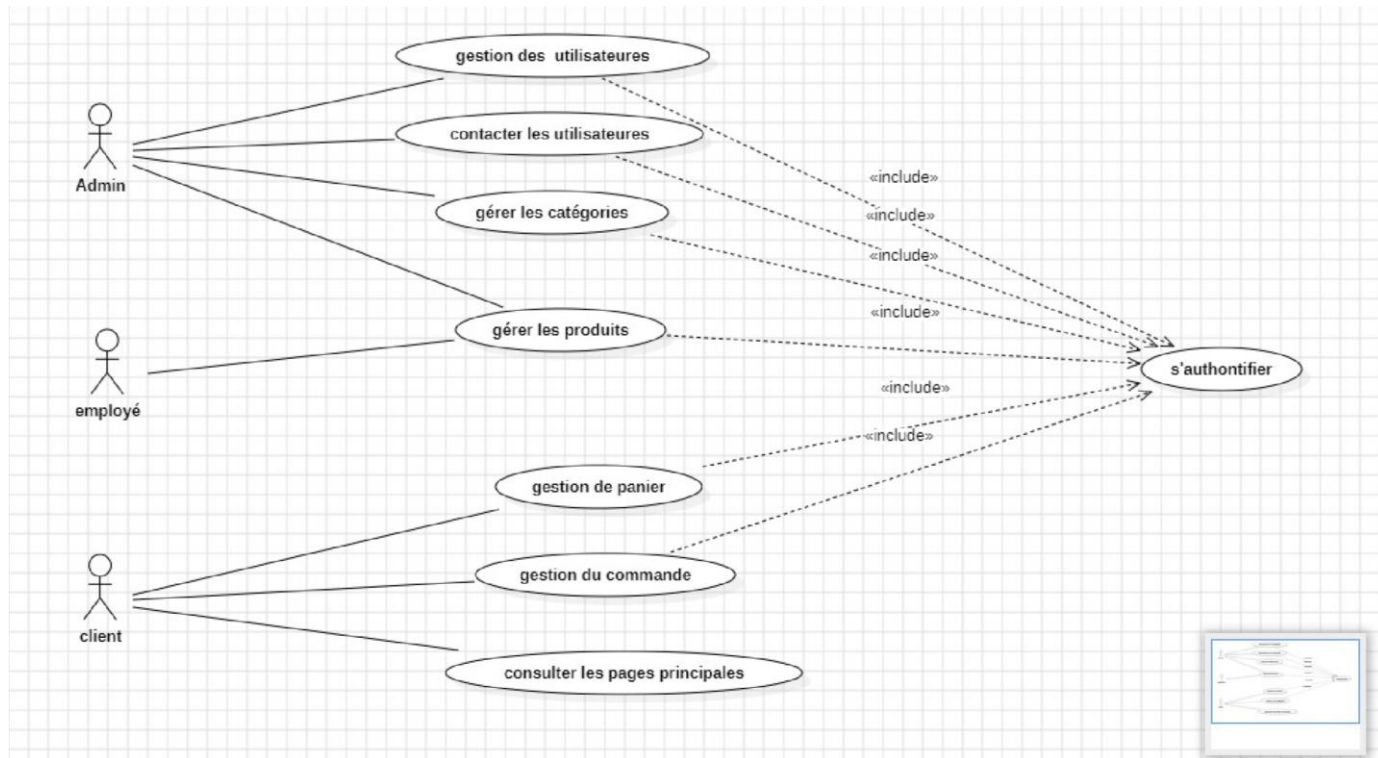 gestion des utilisateures
contacter les utilisateures
Admin
«include»
gérer les catégories
«include»
«include»
«include»
gérer les produits
s'authontifier
employé
«include»
«include»
gestion de panier
gestion du commande
client
consulter les pages principales